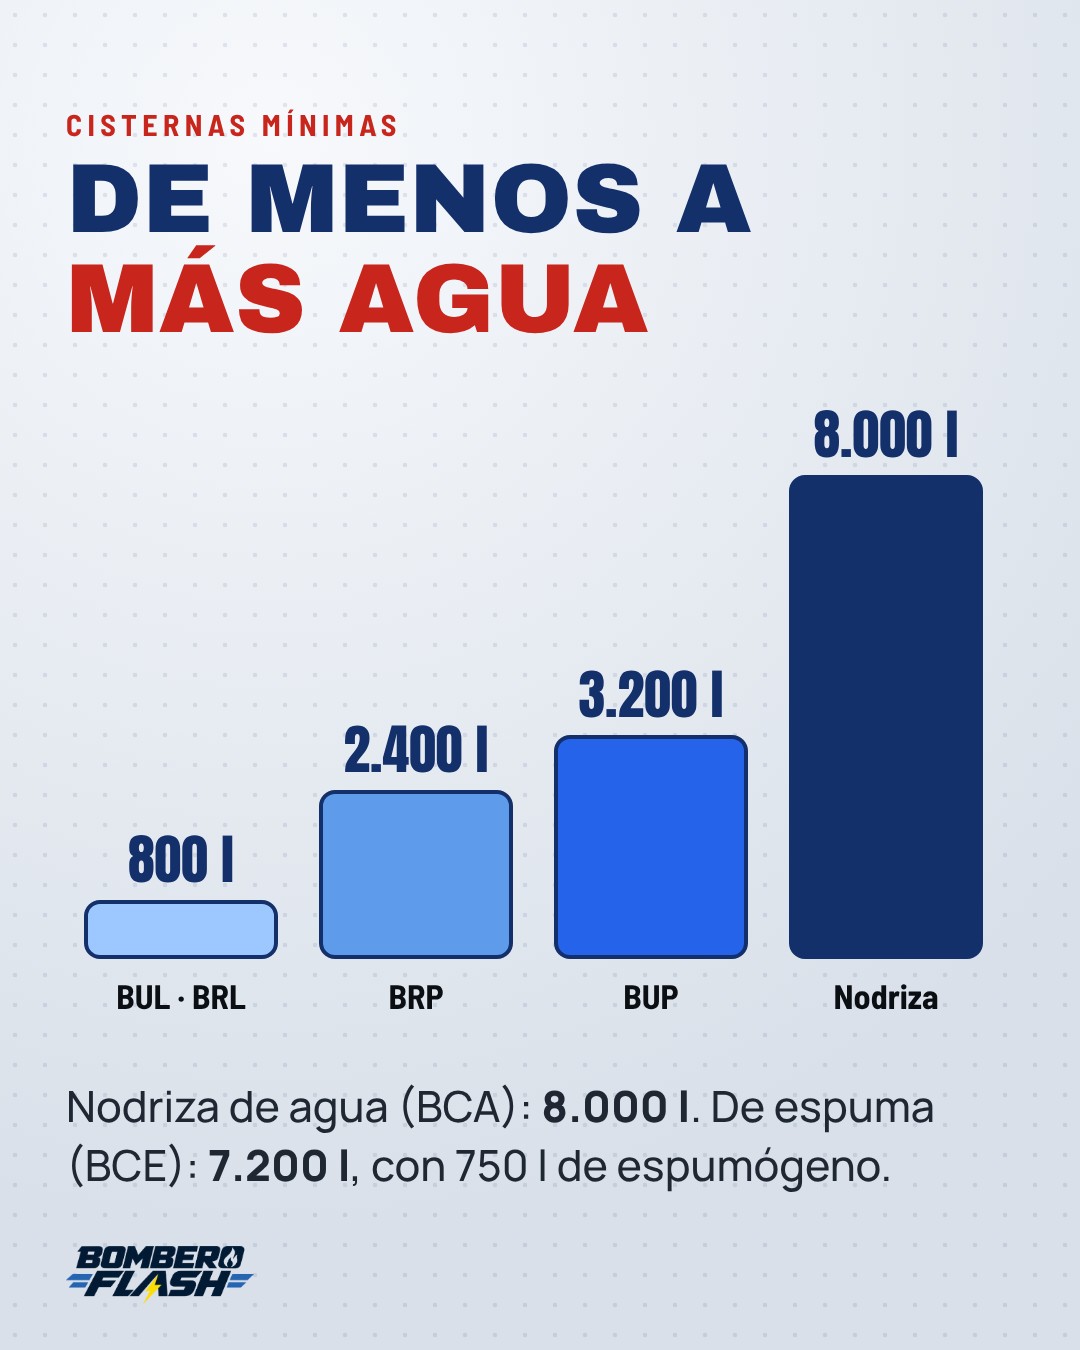 CISTERNAS MÍNIMAS
DE MENOS A
MÁS AGUA
8.000 l
3.200 l
2.400 l
800 l
BUL · BRL
BRP
BUP
Nodriza
Nodriza de agua (BCA): 8.000 l. De espuma
(BCE): 7.200 l, con 750 l de espumógeno.
BOMBERO
FLASH